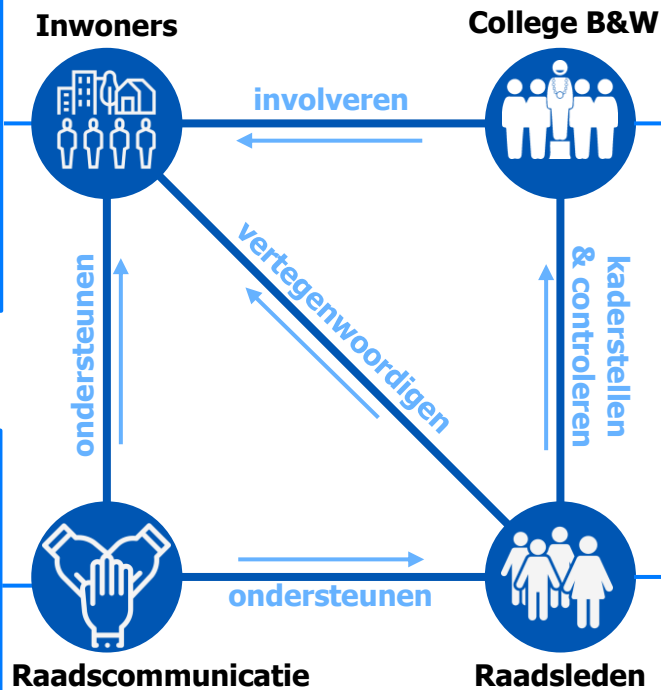 Inwoners
College B&W
involveren
vertegenwoordigen
ondersteunen
kaderstellen
& controleren
ondersteunen
Raadscommunicatie
Raadsleden